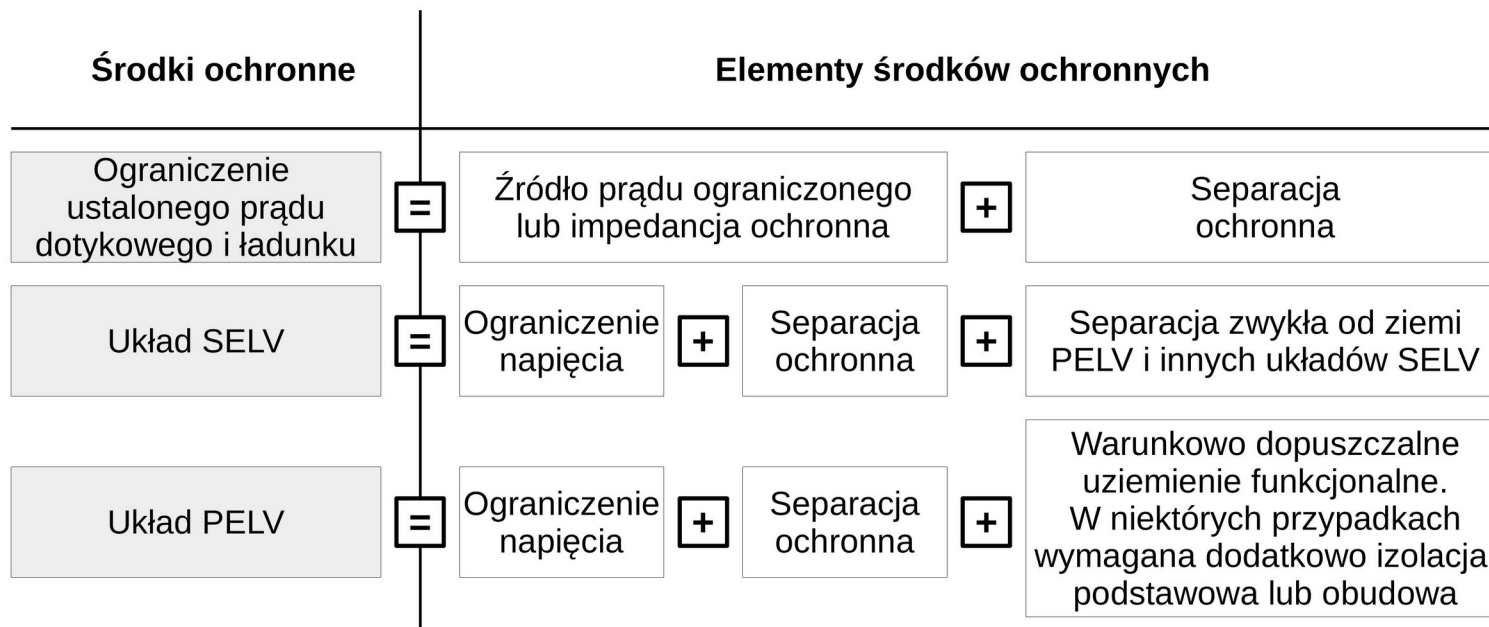 Środki ochronne
Elementy środków ochronnych
Ograniczenie
ustalonego prądu
dotykowego i ładunku
=
Źródło prądu ograniczonego
lub impedancja ochronna
+
Separacja
ochronna
Układ SELV
=
Ograniczenie
napięcia
+
Separacja
ochronna
+
Separacja zwykła od ziemi
PELV i innych układów SELV
Układ PELV
=
Ograniczenie
napięcia
+
Separacja
ochronna
+
Warunkowo dopuszczalne
uziemienie funkcjonalne.
W niektórych przypadkach
wymagana dodatkowo izolacja
podstawowa lub obudowa